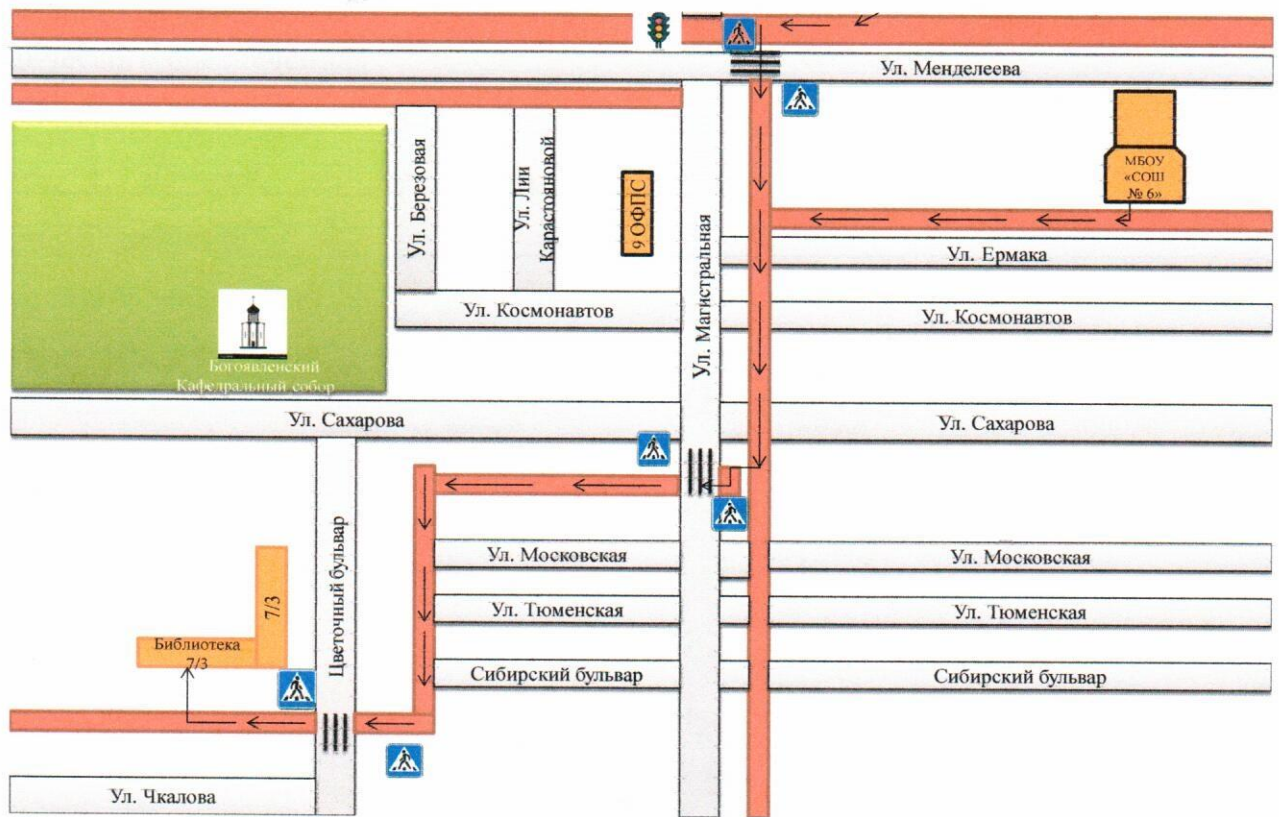 Ул. Менделеева
МБОУ
«СОШ
№ 6»
Ул. Березовая
Ул. Лии
Карастояновой
9 ОФПС
Ул. Магистральная
Ул. Ермака
Ул. Космонавтов
Ул. Космонавтов
Богоявленский
Кафедральный собор
Ул. Сахарова
Ул. Сахарова
Цветочный бульвар
Ул. Московская
Ул. Московская
7/3
Ул. Тюменская
Ул. Тюменская
Библиотека
7/3
Сибирский бульвар
Сибирский бульвар
Ул. Чкалова